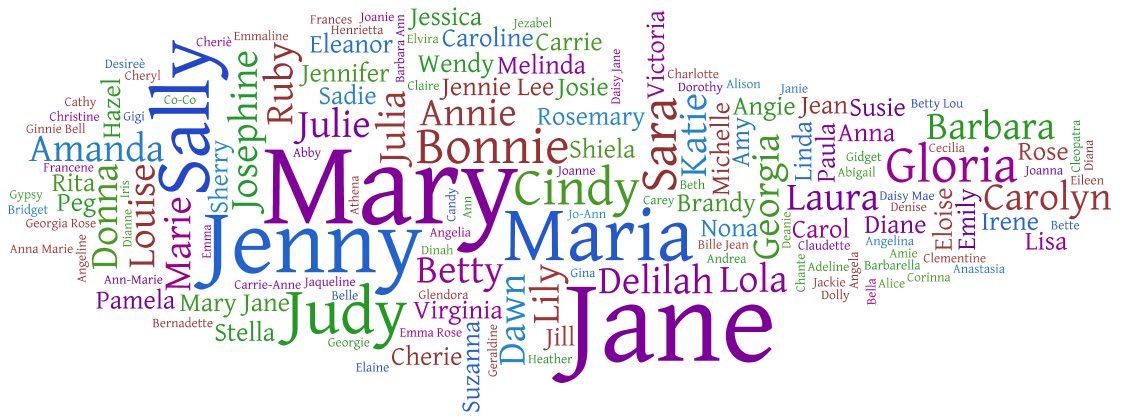 Frances
Joanie
Jessica
Jezabel
Henrietta
Cheriè
Emmaline
Eleanor
Barbara Ann
Elvira
Caroline
Carrie
Victoria
Desireè
Cheryl
Sally
Josephine
Ruby
Jennifer
Wendy
Melinda
Daisy Jane
Charlotte
Dorothy
Alison
Janie
Cathy
Christine
Ginnie Bell
Hazel
Co-Co
Gigi
Sadie
Claire
Jennie Lee
Josie
Julie
Julia
Annie
Rosemary
Sara
Katie
Michelle
Angie
Amy
Jean
Susie
Betty Lou
Amanda
Abby
Bonnie
Shiela
Georgia
Linda
Paula
Anna
Barbara
Cecilia
Rose
Cleopatra
Diana
Francene
Rita
Donna
Iris
Louise
Sherry
Mary
Athena
Candy
Ann
Cindy
Joanne
Beth
Gidget
Abigail
Gloria
Joanna
Eileen
Gypsy
Peg
Bridget
Georgia Rose
Dianne
Marie
Emma
Jenny
Angelia
Maria
Jo-Ann
Carey
Brandy
Laura
Daisy Mae
Denise
Carolyn
Nona
Deanie
Carol
Diane
Eloise
Emily
Irene
Bette
Lisa
Anna Marie
Angeline
Dinah
Bille Jean
Andrea
Claudette
Angelina
Amie
Clementine
Anastasia
Ann-Marie
Carrie-Anne
Jaqueline
Betty
Gina
Delilah
Lola
Chante
Adeline
Angela
Barbarella
Corinna
Pamela
Mary Jane
Belle
Judy
Glendora
Dawn
Lily
Jane
Jackie
Dolly
Bella
Alice
Bernadette
Stella
Georgie
Virginia
Emma Rose
Suzanna
Geraldine
Jill
Heather
Elaine
Cherie